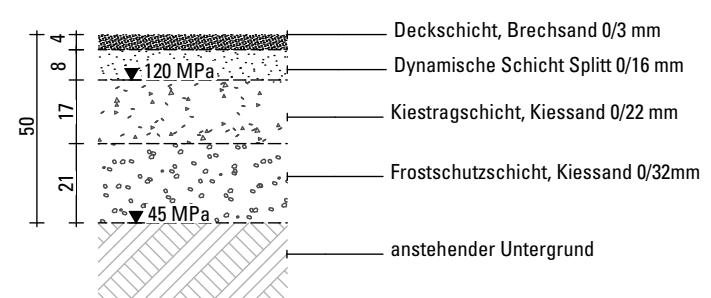 4
Deckschicht, Brechsand 0/3 mm
8
120 MPa
Dynamische Schicht Splitt 0/16 mm
50
17
Kiestragschicht, Kiessand 0/22 mm
21
Frostschutzschicht, Kiessand 0/32mm
45 MPa
anstehender Untergrund